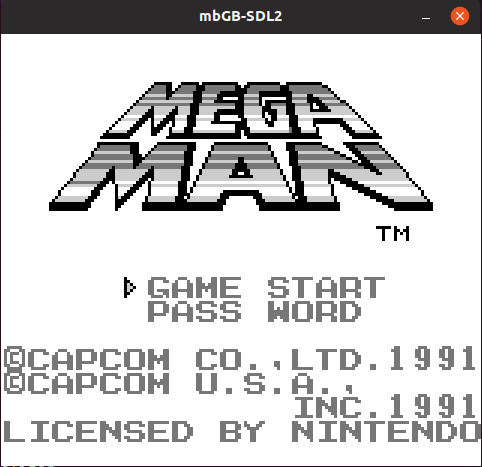 mbGB-SDL2
MEGA
MAN
TM
GAME START
PASS WORD
©CAPCOM CO.,LTD.1991
©CAPCOM U.S.A.,
INC.1991
LICENSED BY NINTENDO